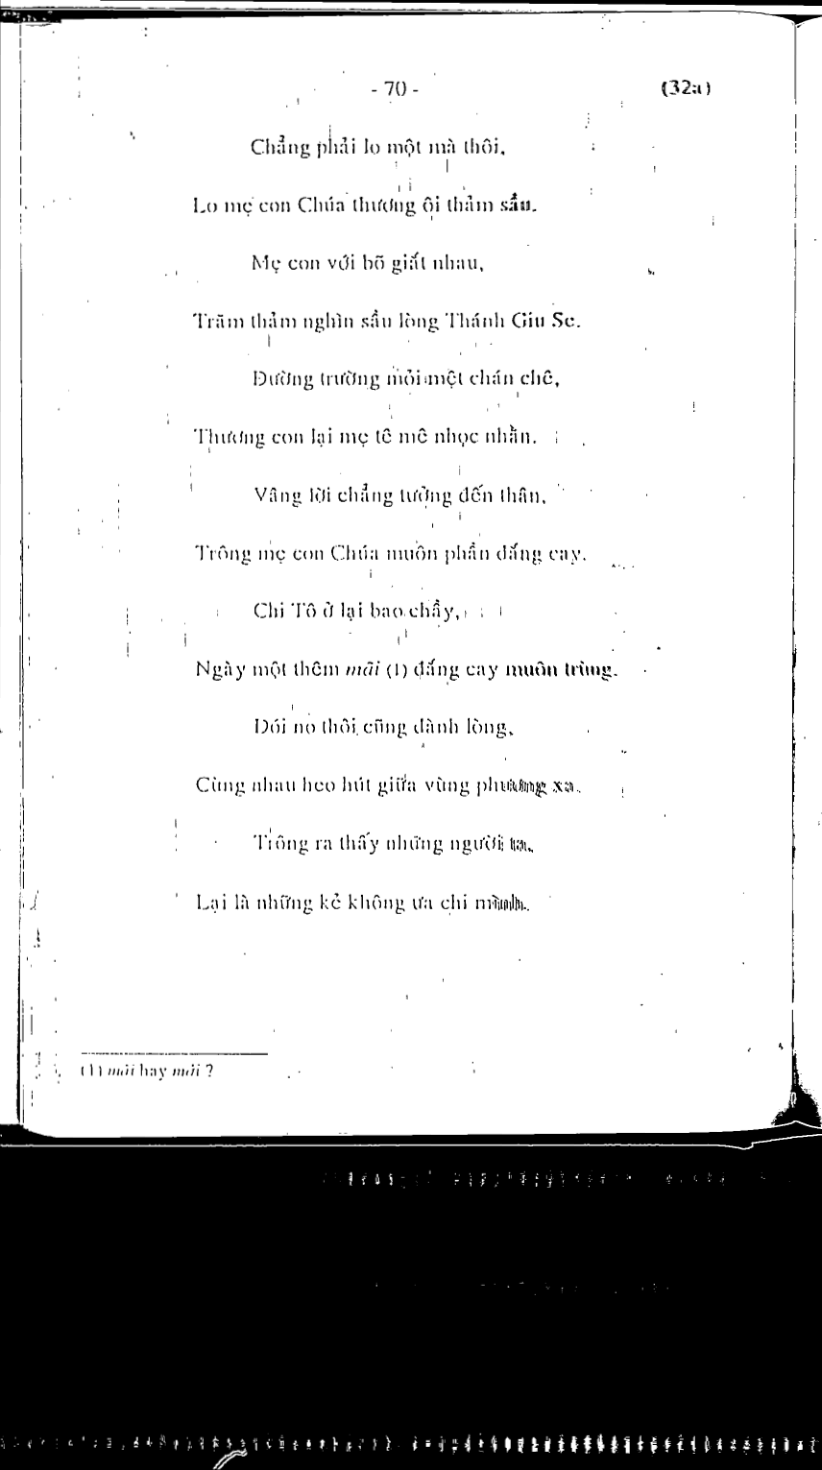 - 70 -
(32a)
Chẳng phải lo một mà thôi,
Lo mẹ con Chúa thương ôi thảm sầu.
Mẹ con với bõ giắt nhau,
Trăm thảm nghìn sầu lòng Thánh Giu Se.
Đường trường mỏi mệt chán chê,
Thương con lại mẹ tê mê nhọc nhằn.
Vâng lời chẳng tưởng đến thân,
Trông mẹ con Chúa muôn phần đắng cay.
Chi Tô ở lại bao chầy,
Ngày một thêm mãi (1) đắng cay muôn trùng.
Đói no thôi cũng dành lòng,
Cùng nhau heo hút giữa vùng phương xa.
Trông ra thấy những người ta,
Lại là những kẻ không ưa chi mình.
(1) mãi hay mới ?